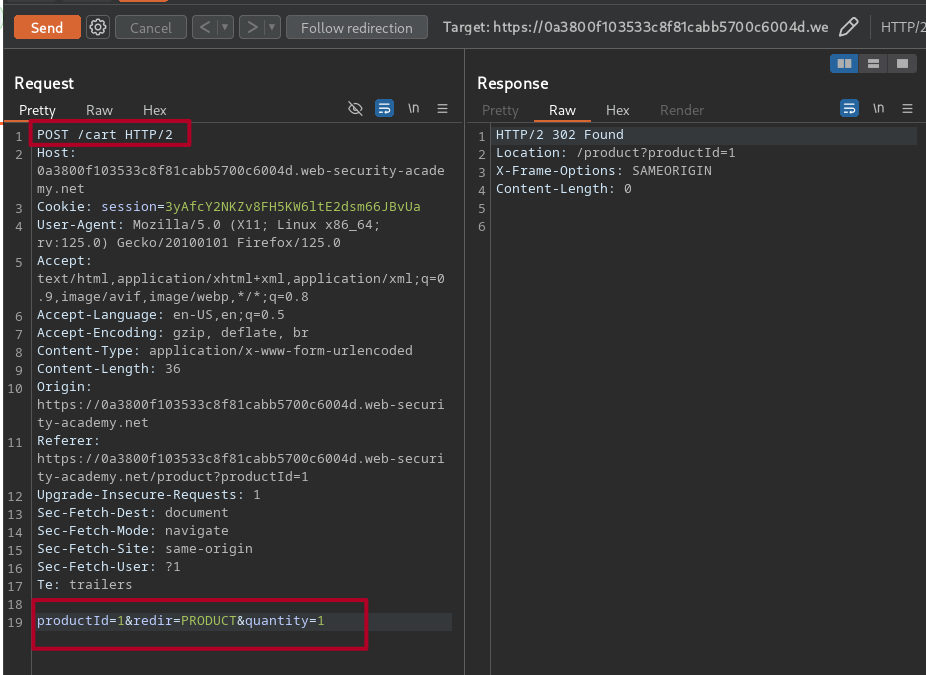 Send Cancel < > Follow redirection Target: https://0a3800f103533c8f81cabb5700c6004d.we HTTP/2
Request
Pretty Raw Hex \n
1 POST /cart HTTP/2
2 Host:
0a3800f103533c8f81cabb5700c6004d.web-security-acade
my.net
3 Cookie: session=3yAfcY2NKZv8FH5KW6ltE2dsm66JBvUa
4 User-Agent: Mozilla/5.0 (X11; Linux x86_64;
rv:125.0) Gecko/20100101 Firefox/125.0
5 Accept:
text/html,application/xhtml+xml,application/xml;q=0
.9,image/avif,image/webp,*/*;q=0.8
6 Accept-Language: en-US,en;q=0.5
7 Accept-Encoding: gzip, deflate, br
8 Content-Type: application/x-www-form-urlencoded
9 Content-Length: 36
10 Origin:
https://0a3800f103533c8f81cabb5700c6004d.web-securi
ty-academy.net
11 Referer:
https://0a3800f103533c8f81cabb5700c6004d.web-securi
ty-academy.net/product?productId=1
12 Upgrade-Insecure-Requests: 1
13 Sec-Fetch-Dest: document
14 Sec-Fetch-Mode: navigate
15 Sec-Fetch-Site: same-origin
16 Sec-Fetch-User: ?1
17 Te: trailers
18
19 productId=1&redir=PRODUCT&quantity=1
Response
Pretty Raw Hex Render \n
1 HTTP/2 302 Found
2 Location: /product?productId=1
3 X-Frame-Options: SAMEORIGIN
4 Content-Length: 0
5
6